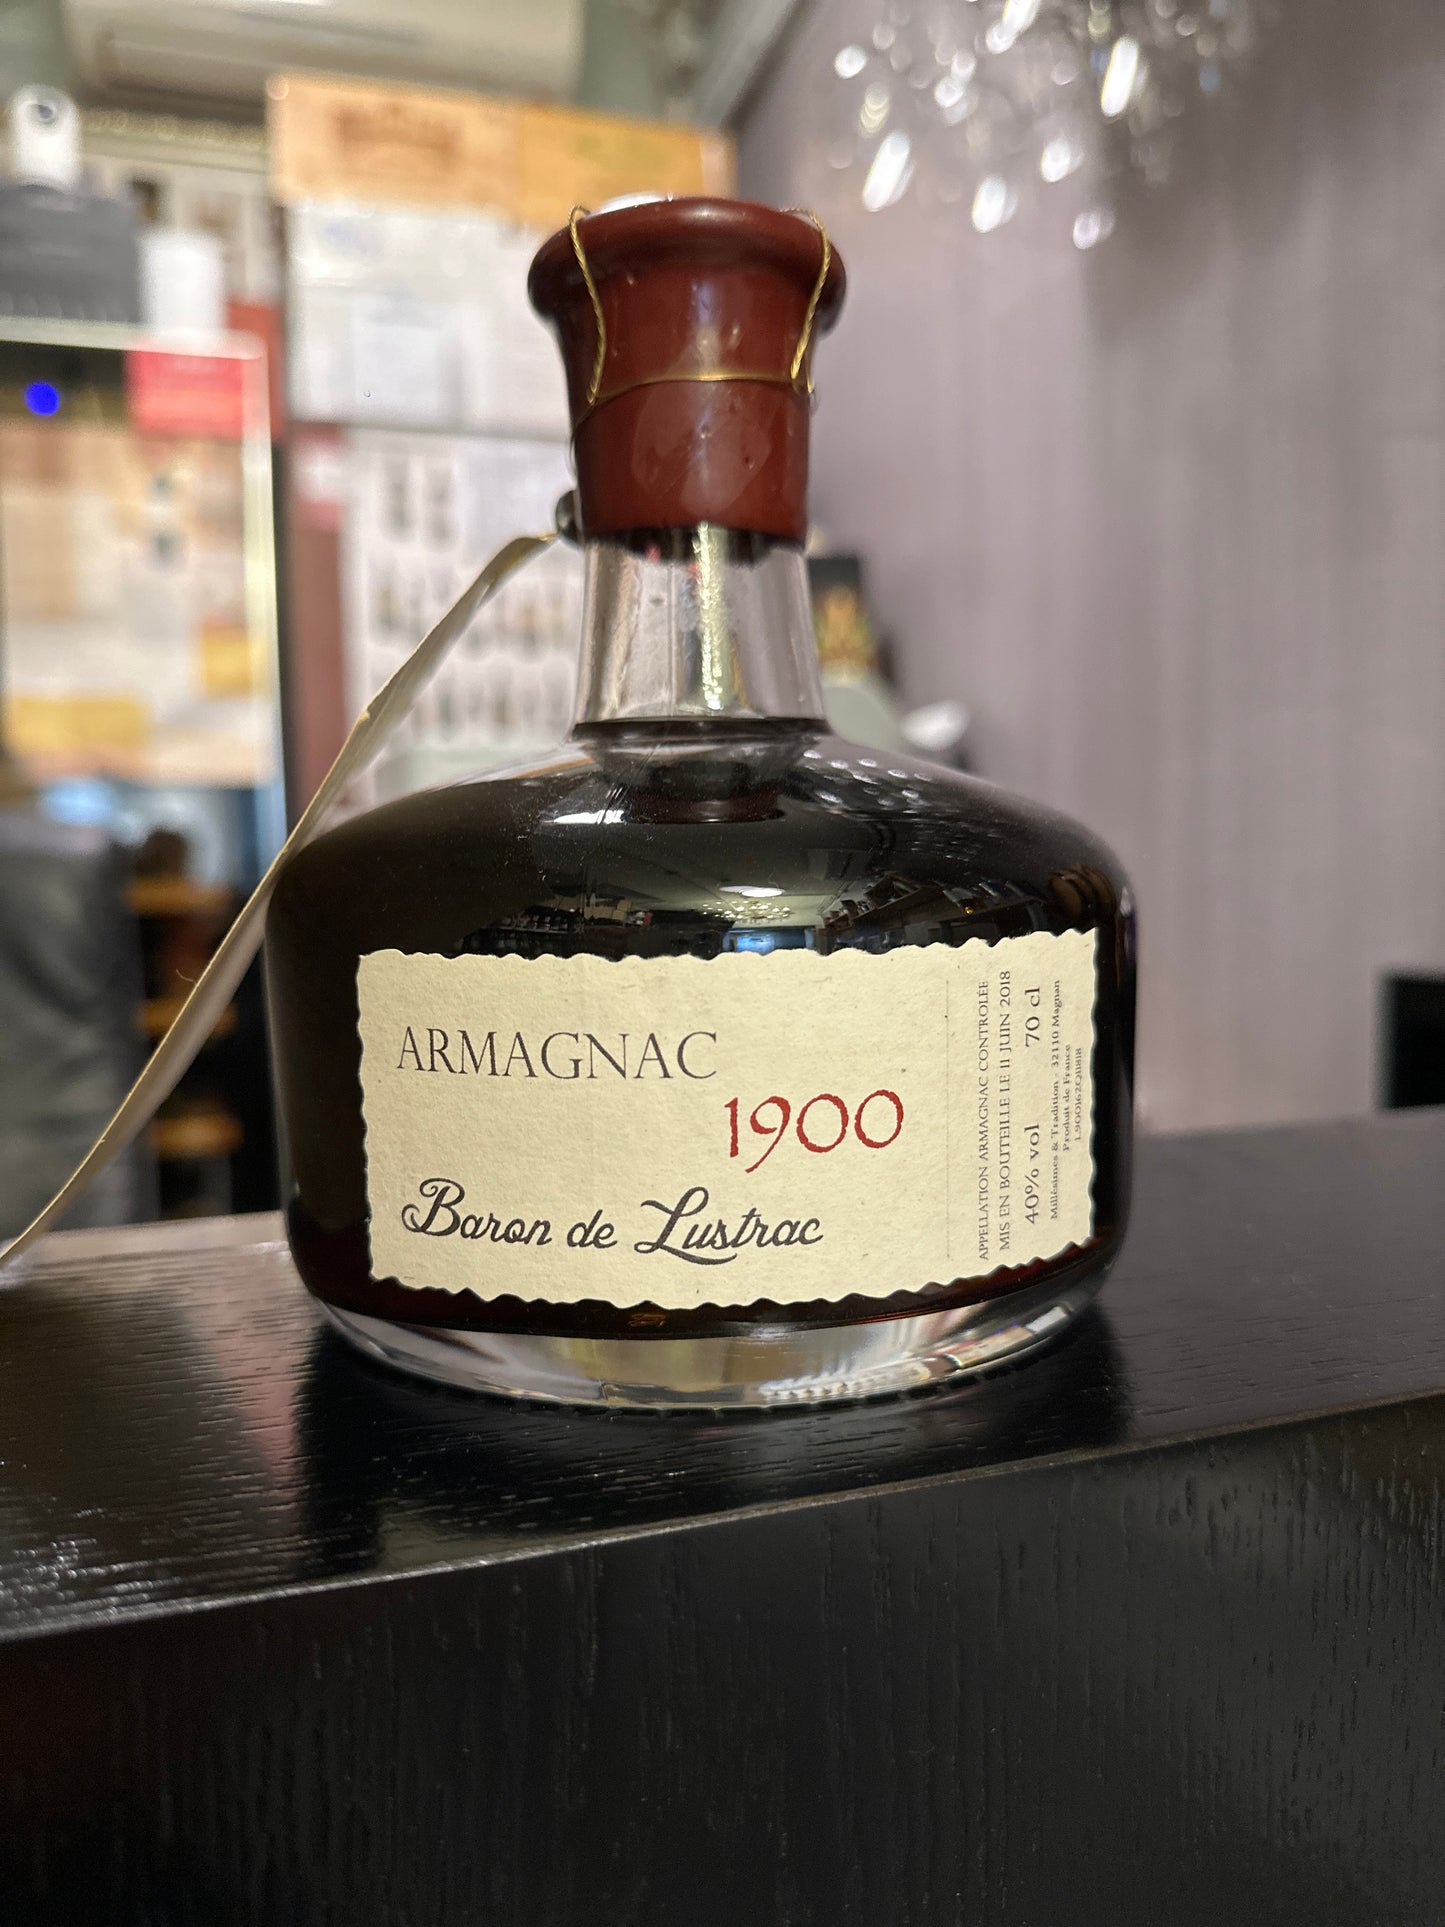 ARMAGNAC
1900
Baron de Lustrac
APPELLATION ARMAGNAC CONTROLÉE
MIS EN BOUTEILLE LE 11 JUIN 2018
40% vol 70 cl
Millésimes & Tradition - 32110 Magnan
Produit de France